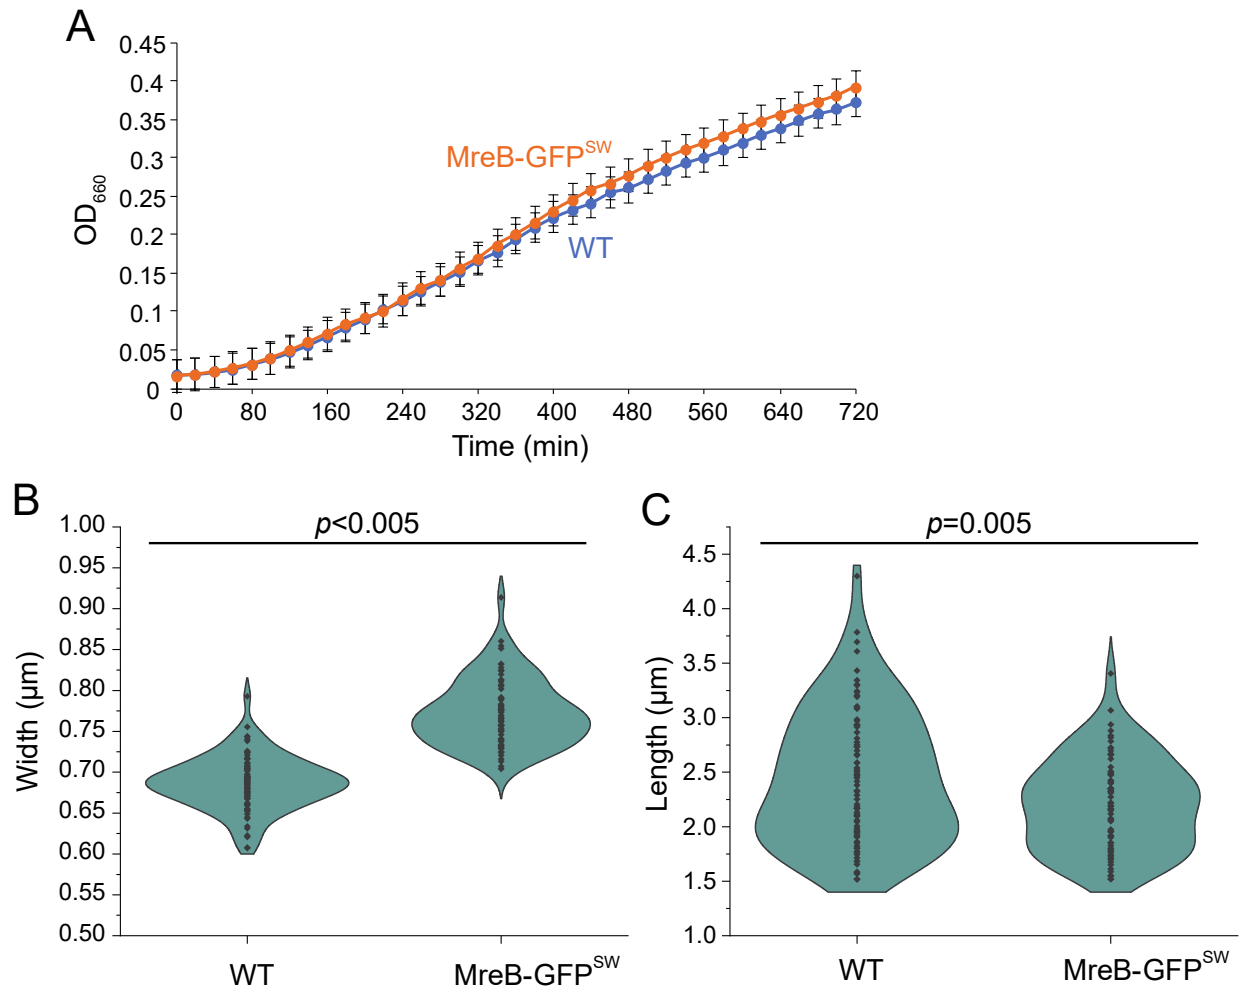 A
0.45
0.4
0.35
0.3
0.25
0.2
0.15
0.1
0.05
0
OD660
MreB-GFPSW
WT
0 80 160 240 320 400 480 560 640 720
Time (min)
B
p<0.005
1.00
0.95
0.90
0.85
0.80
0.75
0.70
0.65
0.60
0.55
0.50
Width (µm)
WT MreB-GFPSW
C
p=0.005
4.5
4.0
3.5
3.0
2.5
2.0
1.5
1.0
Length (µm)
WT MreB-GFPSW